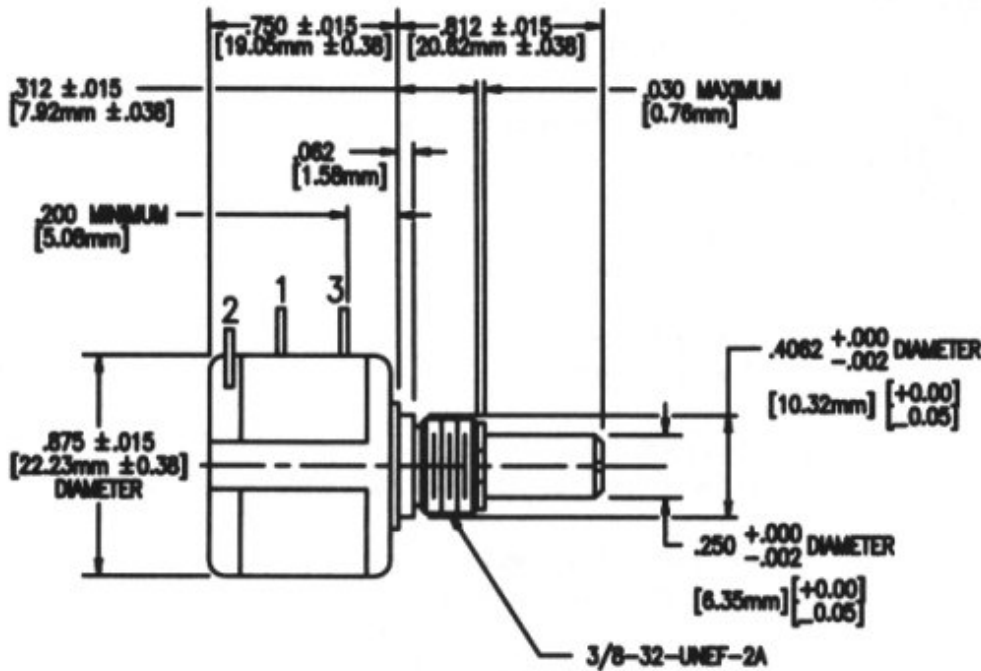 .750 ±.015
[19.05mm ±0.38]
.812 ±.015
[20.62mm ±.038]
.312 ±.015
[7.92mm ±.038]
.030 MAXIMUM
[0.76mm]
.062
[1.58mm]
.200 MINIMUM
[5.08mm]
2
1
3
.4062 +.000 -.002 DIAMETER
[10.32mm] [+0.00 _0.05]
.875 ±.015
[22.23mm ±0.38]
DIAMETER
.250 +.000 -.002 DIAMETER
[6.35mm] [+0.00 _0.05]
3/8-32-UNEF-2A